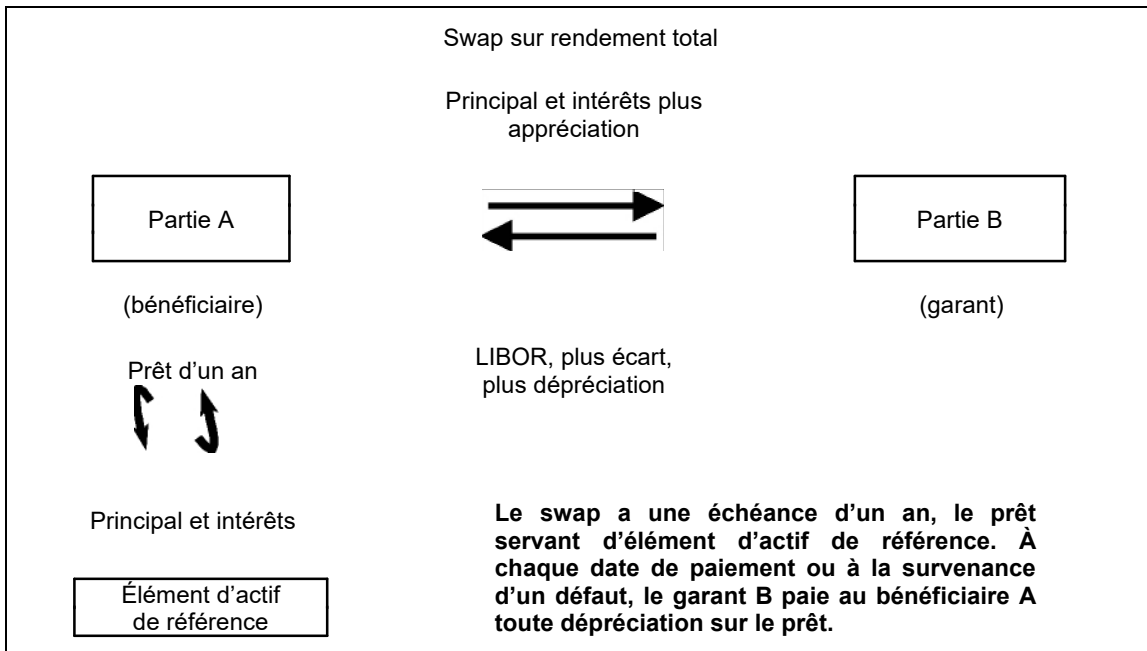 Swap sur rendement total
Principal et intérêts plus
appréciation
Partie A
Partie B
(bénéficiaire)
(garant)
Prêt d'un an
LIBOR, plus écart,
plus dépréciation
Principal et intérêts
Élément d'actif
de référence
Le swap a une échéance d'un an, le prêt
servant d'élément d'actif de référence. À
chaque date de paiement ou à la survenance
d'un défaut, le garant B paie au bénéficiaire A
toute dépréciation sur le prêt.